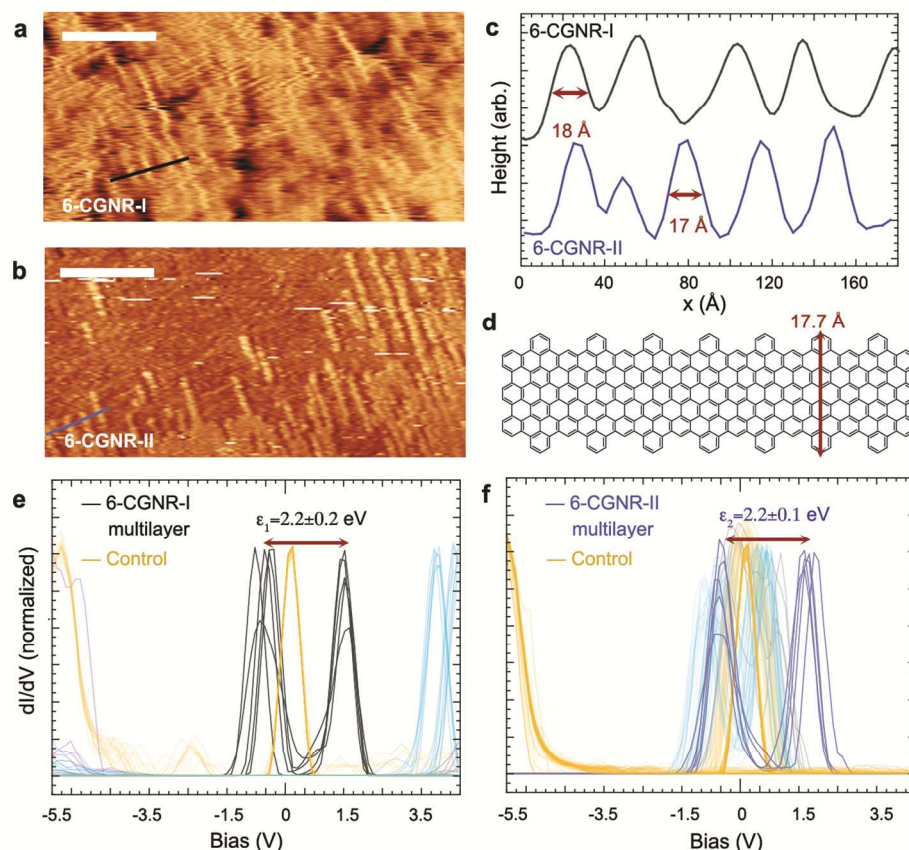 a
6-CGNR-I
b
6-CGNR-II
c
6-CGNR-I
18 Å
17 Å
6-CGNR-II
Height (arb.)
0 40 80 120 160
x (Å)
d
17.7 Å
e
6-CGNR-I
multilayer
Control
ε1=2.2±0.2 eV
dI/dV (normalized)
-5.5 -3.5 -1.5 0 1.5 3.5
Bias (V)
f
6-CGNR-II
multilayer
Control
ε2=2.2±0.1 eV
-5.5 -3.5 -1.5 0 1.5 3.5
Bias (V)